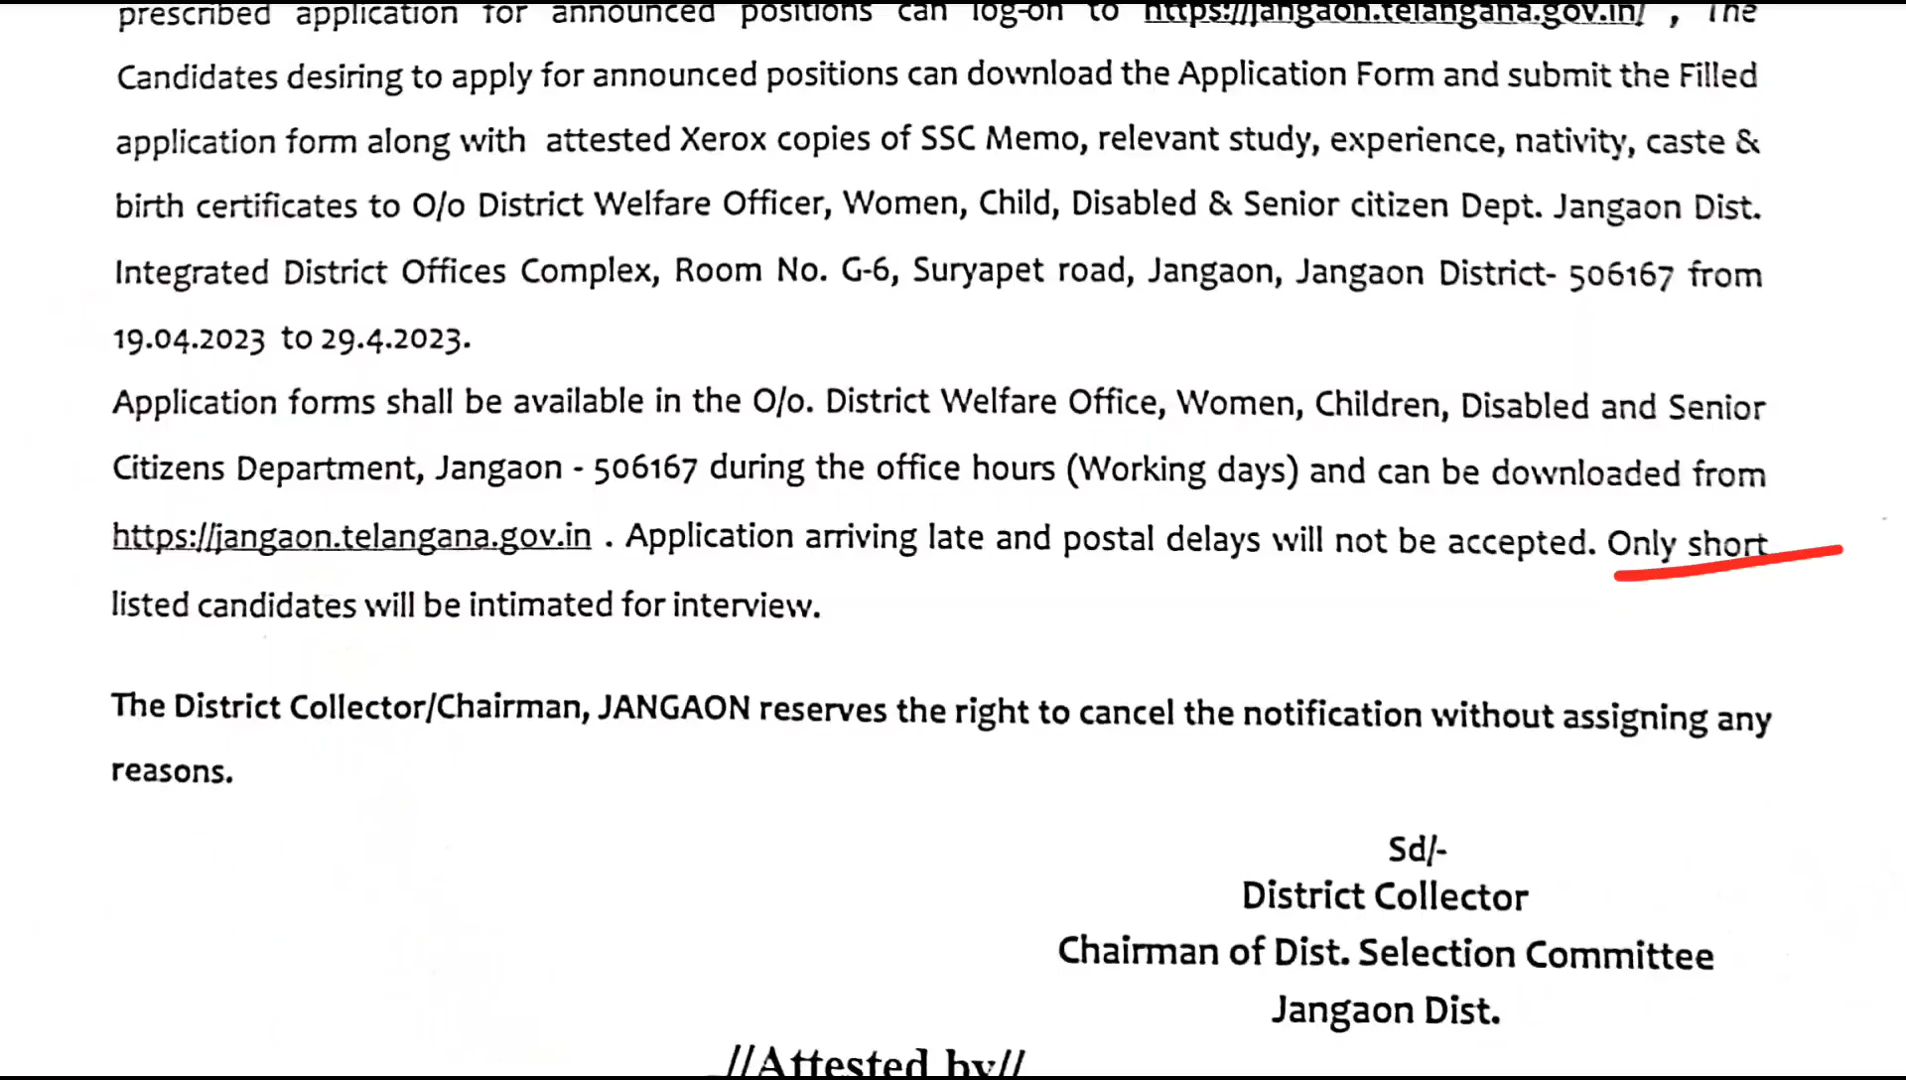 prescribed application for announced positions can log-on to https://jangaon.telangana.gov.in/ , The
Candidates desiring to apply for announced positions can download the Application Form and submit the Filled
application form along with attested Xerox copies of SSC Memo, relevant study, experience, nativity, caste &
birth certificates to O/o District Welfare Officer, Women, Child, Disabled & Senior citizen Dept. Jangaon Dist.
Integrated District Offices Complex, Room No. G-6, Suryapet road, Jangaon, Jangaon District- 506167 from
19.04.2023 to 29.4.2023.
Application forms shall be available in the O/o. District Welfare Office, Women, Children, Disabled and Senior
Citizens Department, Jangaon - 506167 during the office hours (Working days) and can be downloaded from
https://jangaon.telangana.gov.in . Application arriving late and postal delays will not be accepted. Only short
listed candidates will be intimated for interview.
The District Collector/Chairman, JANGAON reserves the right to cancel the notification without assigning any
reasons.
Sd/-
District Collector
Chairman of Dist. Selection Committee
Jangaon Dist.
//Attested by//